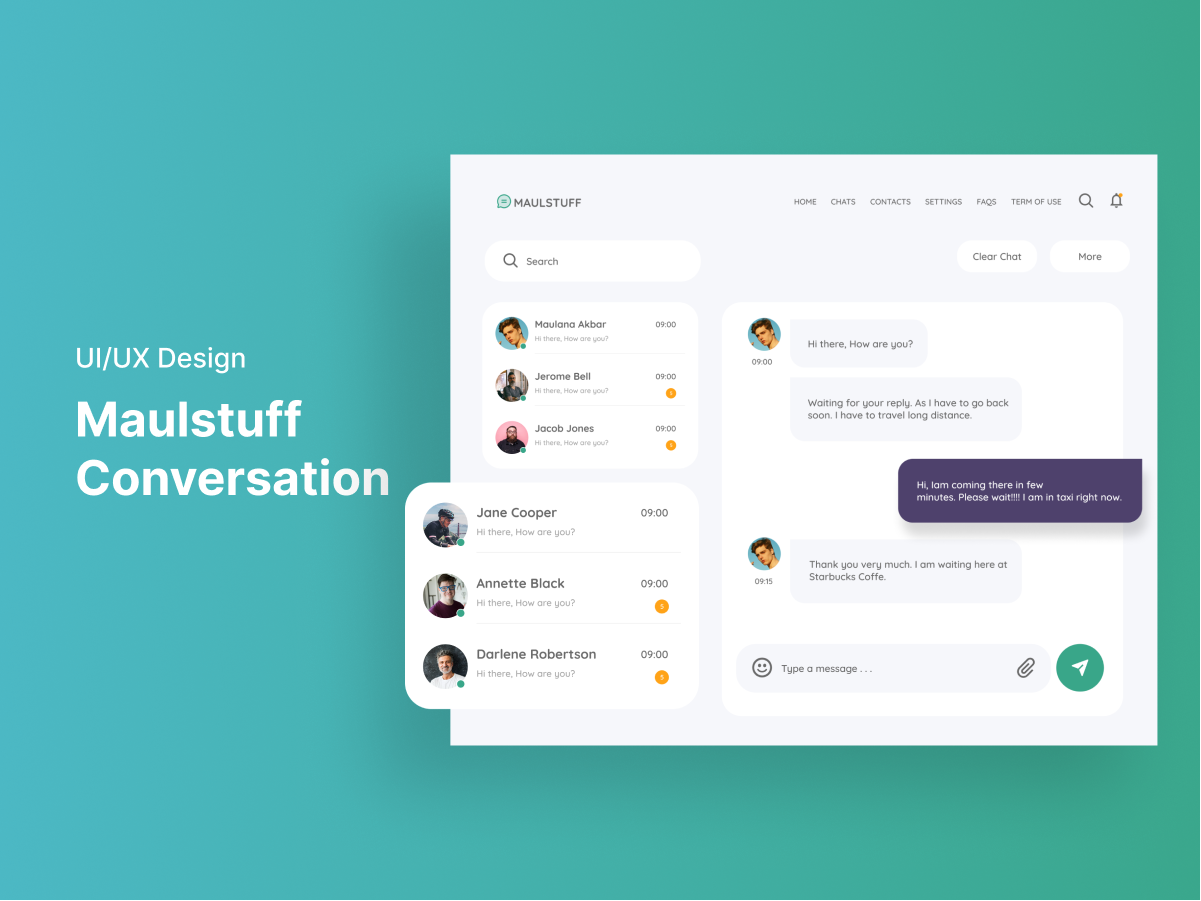 UI/UX Design
Maulstuff
Conversation
MAULSTUFF
HOME CHATS CONTACTS SETTINGS FAQS TERM OF USE
Search
Clear Chat
More
Maulana Akbar 09:00
Hi there, How are you?
Jerome Bell 09:00
Hi there, How are you?
Jacob Jones 09:00
Hi there, How are you?
Jane Cooper 09:00
Hi there, How are you?
Annette Black 09:00
Hi there, How are you?
5
Darlene Robertson 09:00
Hi there, How are you?
5
Hi there, How are you?
09:00
Waiting for your reply. As I have to go back
soon. I have to travel long distance.
Hi, Iam coming there in few
minutes. Please wait!!!! I am in taxi right now.
Thank you very much. I am waiting here at
Starbucks Coffe.
09:15
Type a message . . .